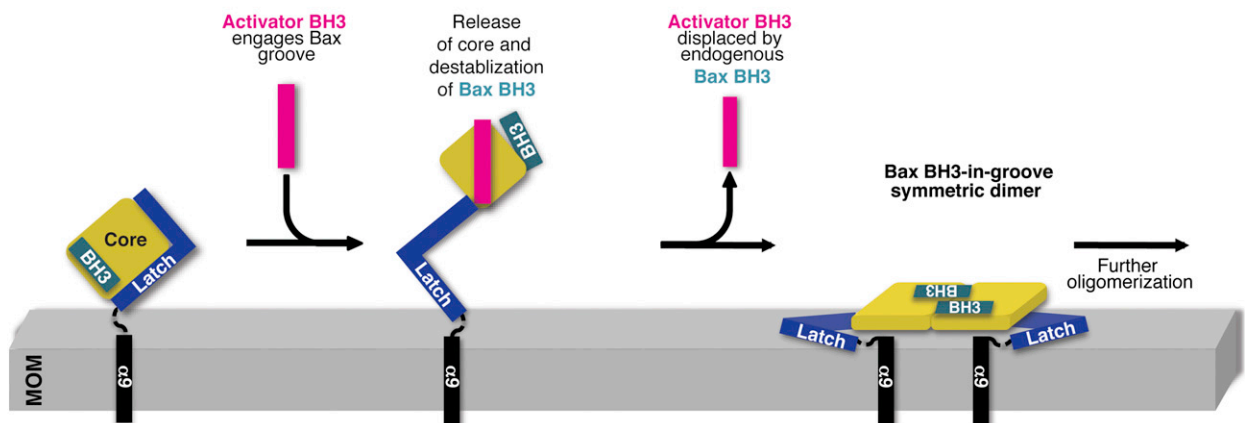 Activator BH3
engages Bax
groove
Release
of core and
destablization
of Bax BH3
Activator BH3
displaced by
endogenous
Bax BH3
Bax BH3-in-groove
symmetric dimer
Further
oligomerization
Core
BH3
Latch
BH3
Latch
BH3
BH3
Latch
Latch
MOM
α9
α9
α9
α9